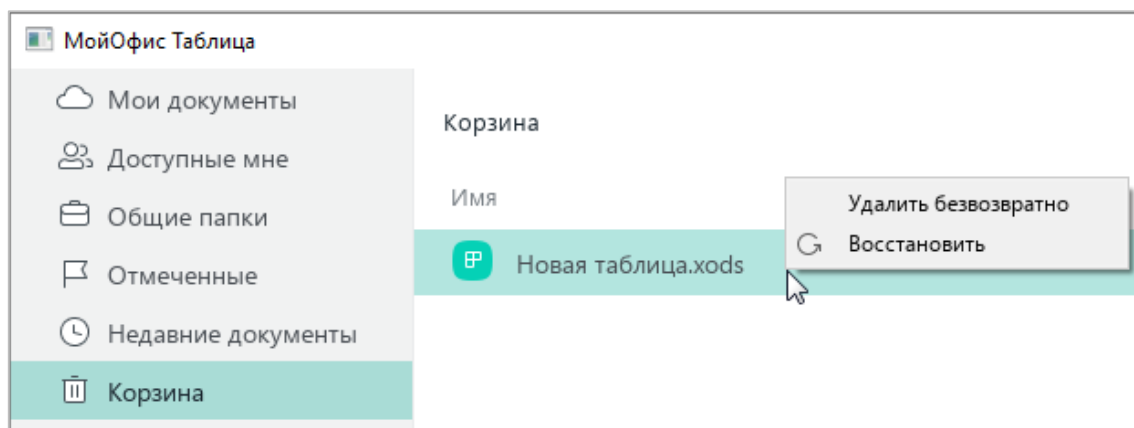 МойОфис Таблица
Мои документы
Доступные мне
Общие папки
Отмеченные
Недавние документы
Корзина
Корзина
Имя
Новая таблица.xods
Удалить безвозвратно
Восстановить